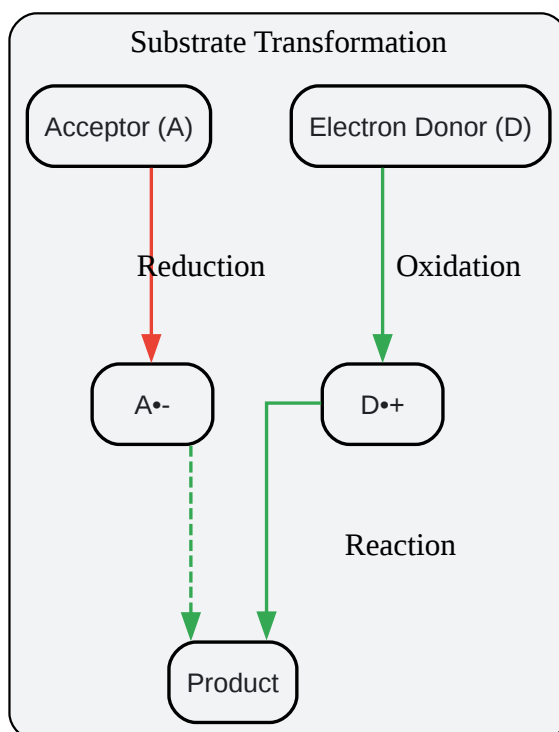 Substrate Transformation
Acceptor (A)
Electron Donor (D)
Reduction
Oxidation
A•-
D•+
Reaction
Product